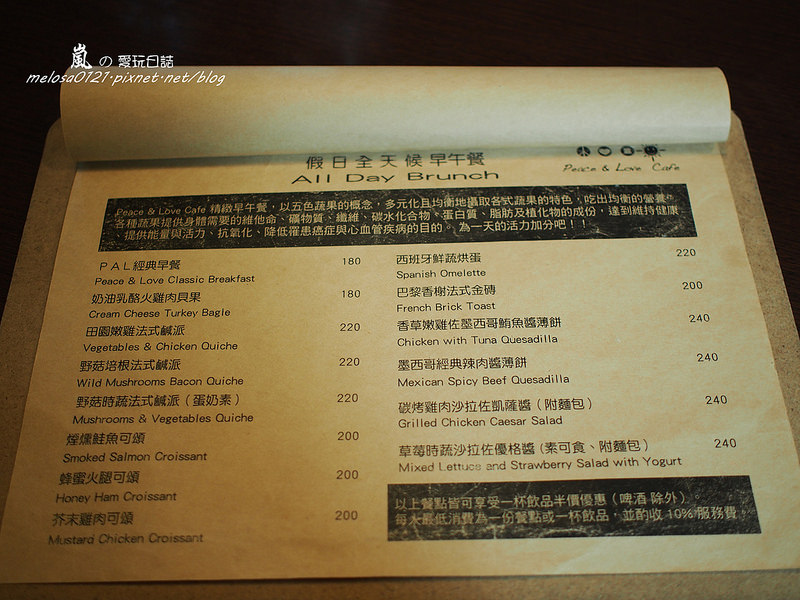 嵐 の 愛玩日誌
melosa0121.pixnet.net/blog
假日全天候早午餐
All Day Brunch
Peace & Love Cafe
Peace & Love Cafe 精緻早午餐，以五色蔬果的概念，多元化且均衡地攝取各式蔬果的特色，吃出均衡的營養。
各種蔬果提供身體需要的維他命、礦物質、纖維、碳水化合物、蛋白質、脂肪及植化物的成份，達到維持健康
提供能量與活力、抗氧化、降低罹患癌症與心血管疾病的目的。為一天的活力加分吧！！
PAL經典早餐 180
Peace & Love Classic Breakfast
奶油乳酪火雞肉貝果 180
Cream Cheese Turkey Bagle
田園嫩雞法式鹹派 220
Vegetables & Chicken Quiche
野菇培根法式鹹派 220
Wild Mushrooms Bacon Quiche
野菇時蔬法式鹹派（蛋奶素） 220
Mushrooms & Vegetables Quiche
煙燻鮭魚可頌 200
Smoked Salmon Croissant
蜂蜜火腿可頌 200
Honey Ham Croissant
芥末雞肉可頌 200
Mustard Chicken Croissant
西班牙鮮蔬烘蛋 220
Spanish Omelette
巴黎香榭法式金磚 200
French Brick Toast
香草嫩雞佐墨西哥鮪魚醬薄餅 240
Chicken with Tuna Quesadilla
墨西哥經典辣肉醬薄餅 240
Mexican Spicy Beef Quesadilla
碳烤雞肉沙拉佐凱薩醬（附麵包） 240
Grilled Chicken Caesar Salad
草莓時蔬沙拉佐優格醬（素可食、附麵包） 240
Mixed Lettucs and Strawberry Salad with Yogurt
以上餐點皆可享受一杯飲品半價優惠（啤酒 除外）。
每人最低消費為一份餐點或一杯飲品，並酌收 10% 服務費。